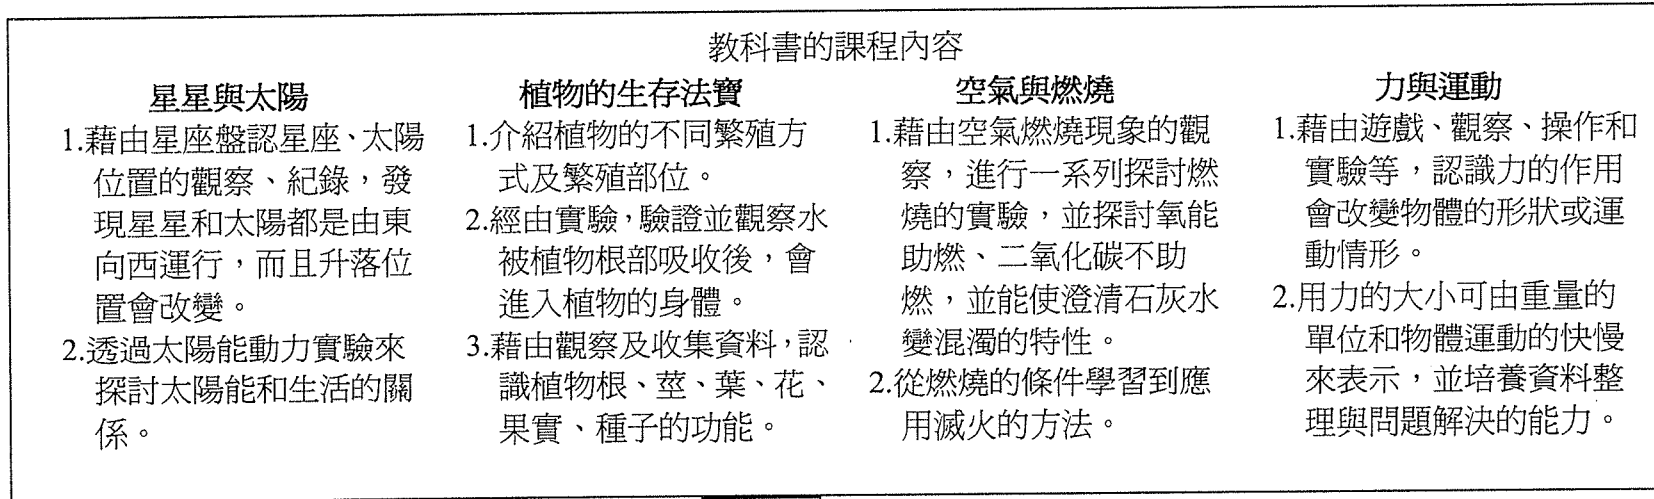 教科書的課程內容
星星與太陽
1.藉由星座盤認星座、太陽
位置的觀察、紀錄，發
現星星和太陽都是由東
向西運行，而且升落位
置會改變。
2.透過太陽能動力實驗來
探討太陽能和生活的關
係。
植物的生存法寶
1.介紹植物的不同繁殖方
式及繁殖部位。
2.經由實驗，驗證並觀察水
被植物根部吸收後，會
進入植物的身體。
3.藉由觀察及收集資料，認
識植物根、莖、葉、花、
果實、種子的功能。
空氣與燃燒
1.藉由空氣燃燒現象的觀
察，進行一系列探討燃
燒的實驗，並探討氧能
助燃、二氧化碳不助
燃，並能使澄清石灰水
變混濁的特性。
2.從燃燒的條件學習到應
用滅火的方法。
力與運動
1.藉由遊戲、觀察、操作和
實驗等，認識力的作用
會改變物體的形狀或運
動情形。
2.用力的大小可由重量的
單位和物體運動的快慢
來表示，並培養資料整
理與問題解決的能力。